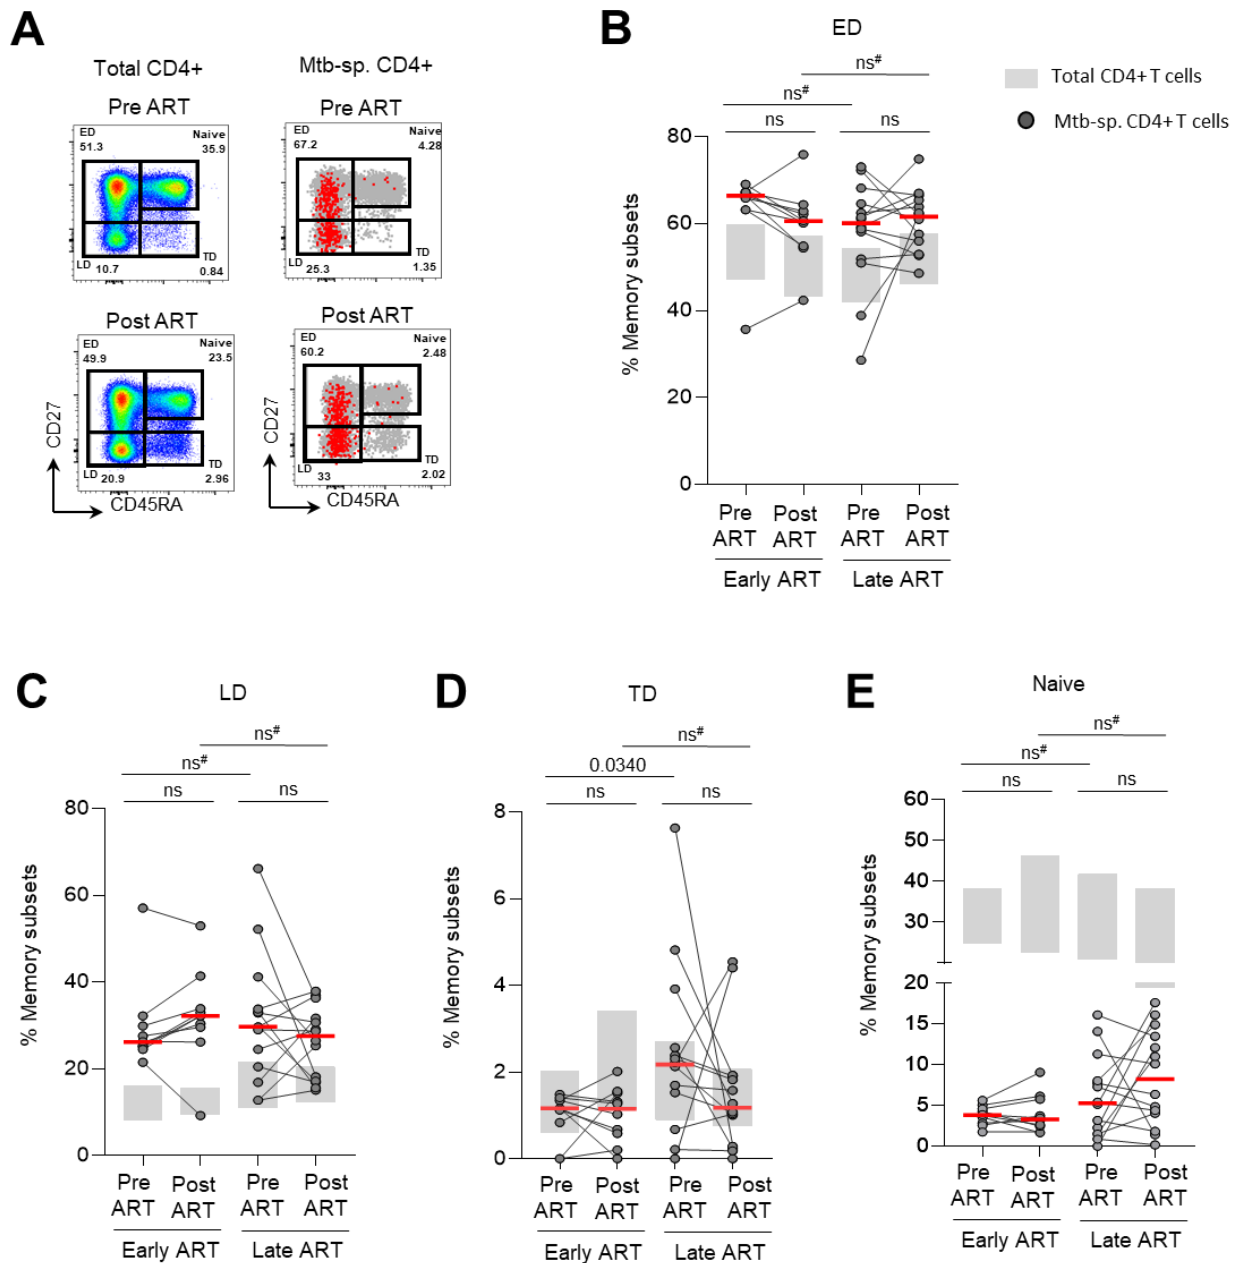 A
Total CD4+
Mtb-sp. CD4+
Pre ART
Pre ART
ED
51.3
Naive
35.9
LD
10.7
TD
0.84
ED
67.2
Naive
4.28
LD
25.3
TD
1.35
Post ART
Post ART
ED
49.9
Naive
23.5
LD
20.9
TD
2.96
ED
60.2
Naive
2.48
LD
33
TD
2.02
CD27
CD45RA
CD27
CD45RA
B
ED
ns#
ns#
ns
ns
% Memory subsets
80
60
40
20
0
Pre
ART
Post
ART
Pre
ART
Post
ART
Early ART
Late ART
Total CD4+ T cells
Mtb-sp. CD4+ T cells
C
LD
ns#
ns#
ns
ns
% Memory subsets
80
60
40
20
0
Pre
ART
Post
ART
Pre
ART
Post
ART
Early ART
Late ART
D
TD
ns#
0.0340
ns
ns
% Memory subsets
8
6
4
2
0
Pre
ART
Post
ART
Pre
ART
Post
ART
Early ART
Late ART
E
Naive
ns#
ns#
ns
ns
% Memory subsets
60
50
40
30
20
15
10
5
0
Pre
ART
Post
ART
Pre
ART
Post
ART
Early ART
Late ART